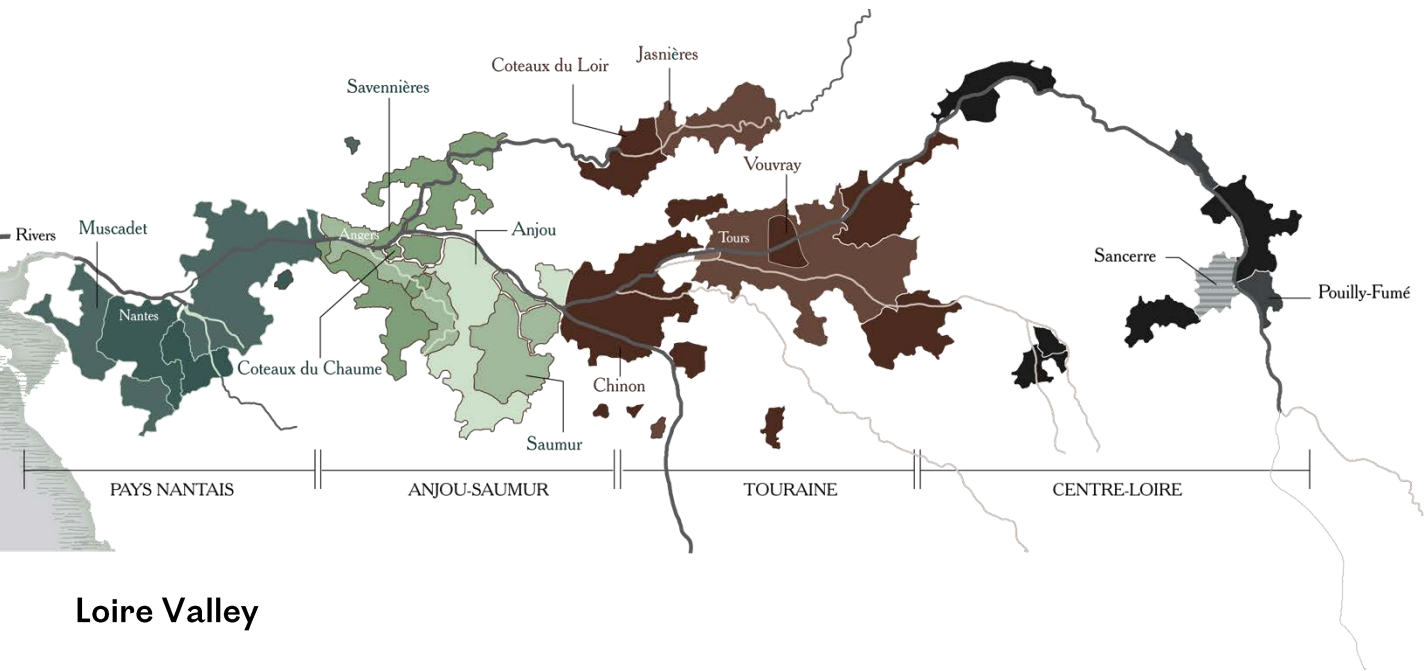 Jasnières
Coteaux du Loir
Savennières
Vouvray
Muscadet
Rivers
Angers
Anjou
Tours
Sancerre
Pouilly-Fumé
Nantes
Coteaux du Chaume
Chinon
Saumur
PAYS NANTAIS
ANJOU-SAUMUR
TOURAINE
CENTRE-LOIRE
Loire Valley